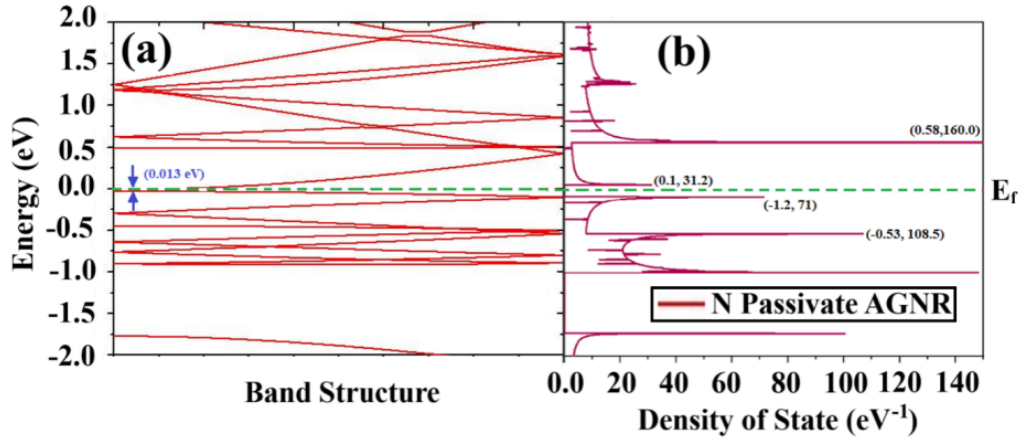 (a)
(b)
2.0
1.5
1.0
0.5
0.0
-0.5
-1.0
-1.5
-2.0
Energy (eV)
(0.013 eV)
Band Structure
(0.58,160.0)
(0.1, 31.2)
(-1.2, 71)
(-0.53, 108.5)
Ef
N Passivate AGNR
0.0 20 40 60 80 100 120 140
Density of State (eV-1)